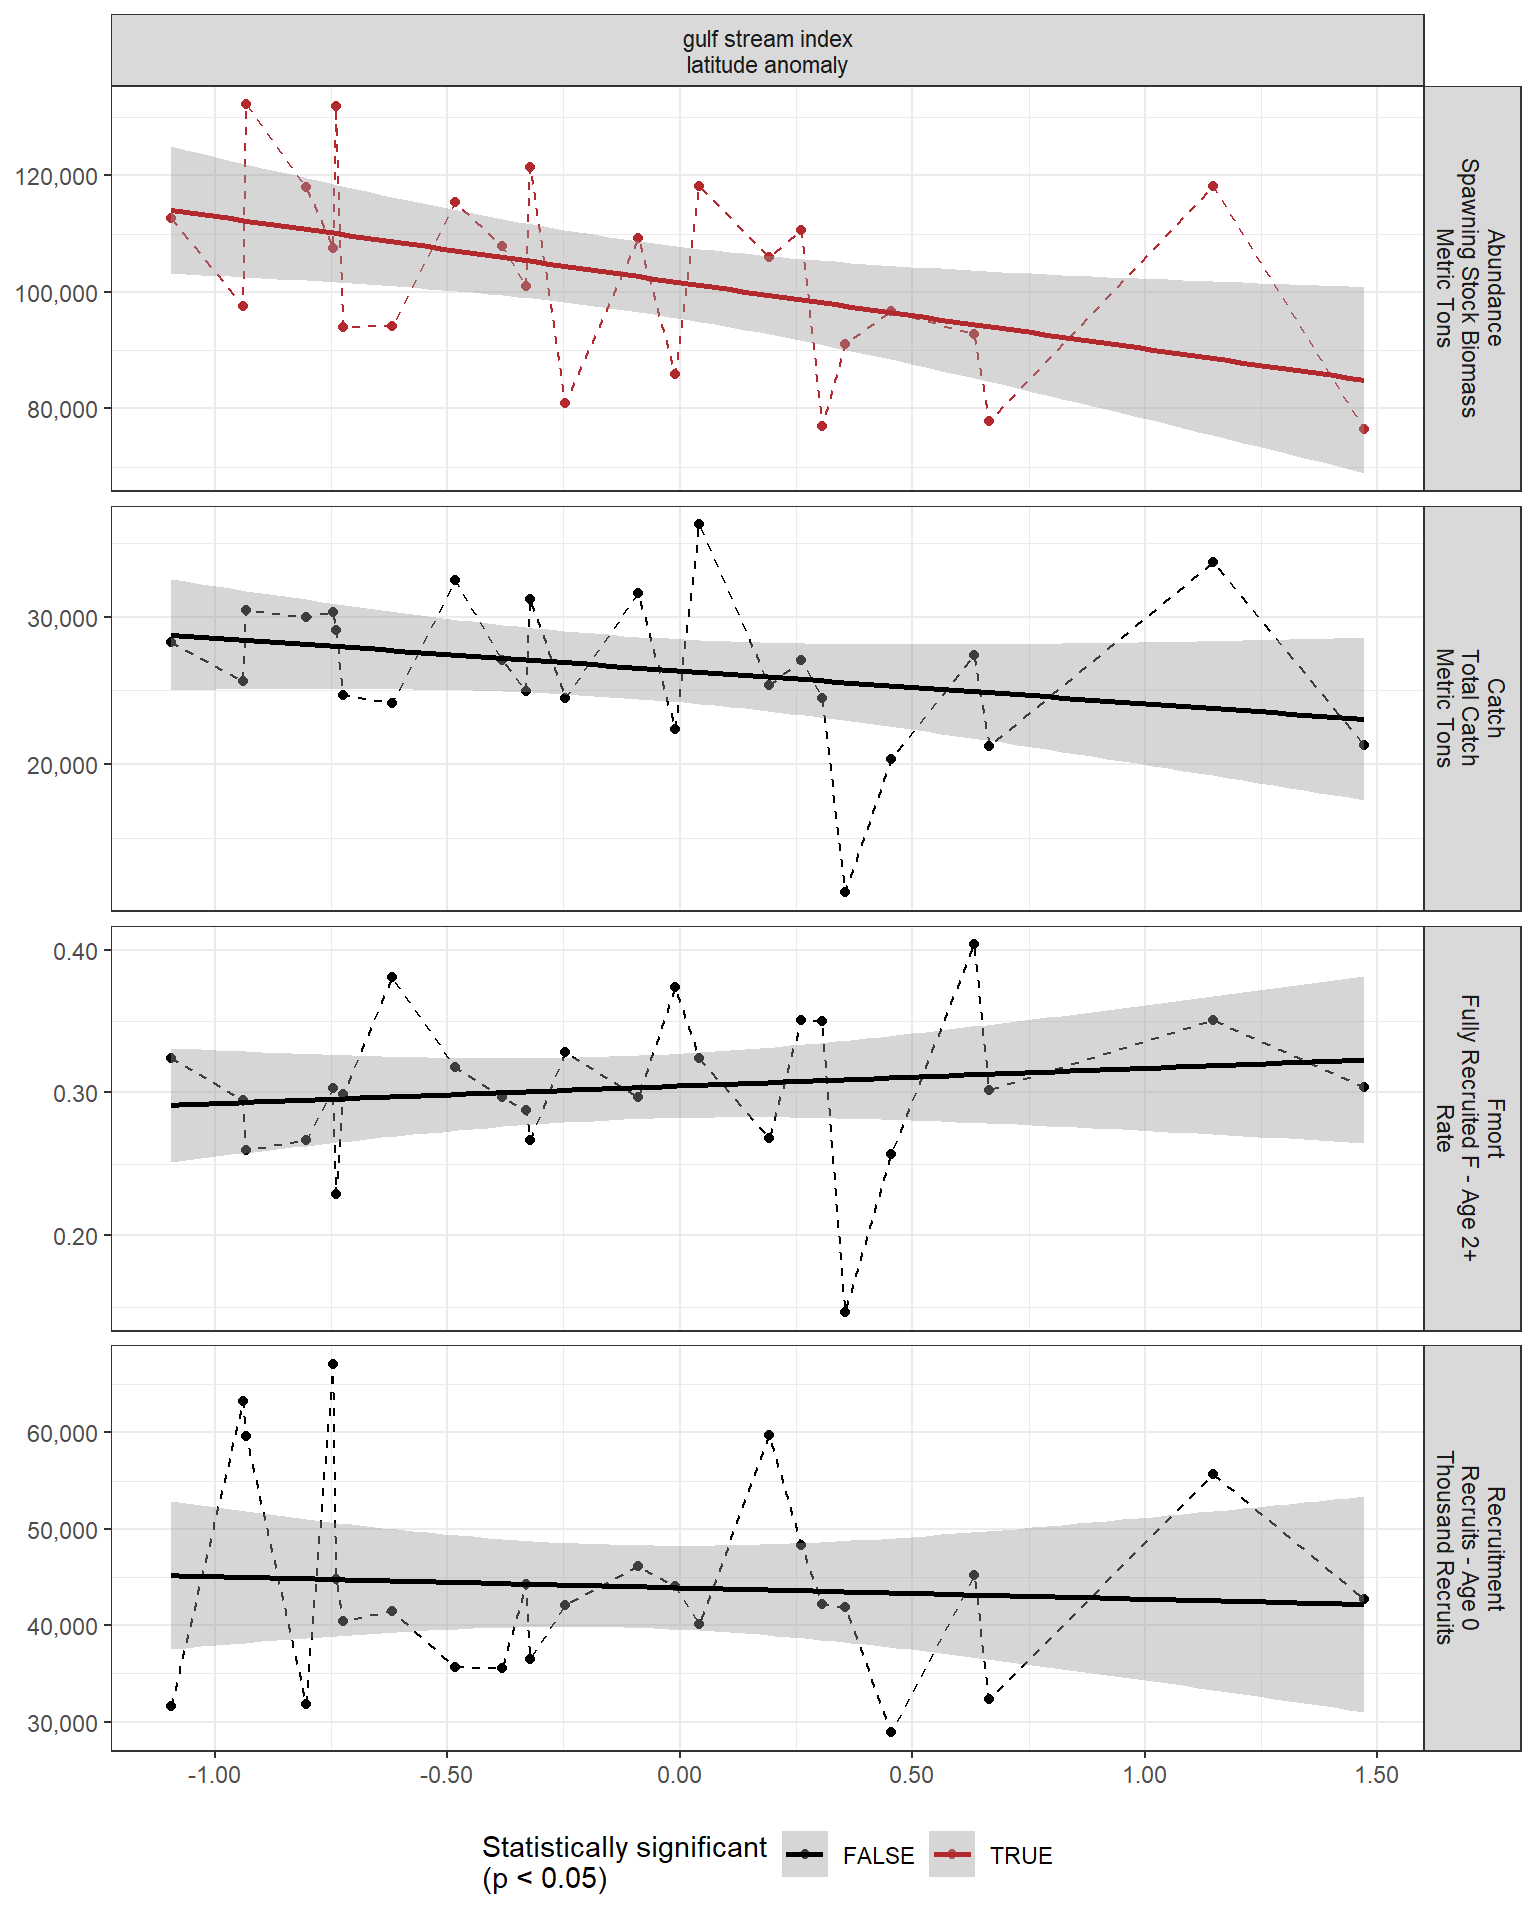 gulf stream index
latitude anomaly
120,000
100,000
80,000
Abundance
Spawning Stock Biomass
Metric Tons
30,000
20,000
Catch
Total Catch
Metric Tons
0.40
0.30
0.20
Fmort
Fully Recruited F - Age 2+
Rate
60,000
50,000
40,000
30,000
Recruitment
Recruits - Age 0
Thousand Recruits
-1.00 -0.50 0.00 0.50 1.00 1.50
Statistically significant
(p < 0.05)
FALSE TRUE